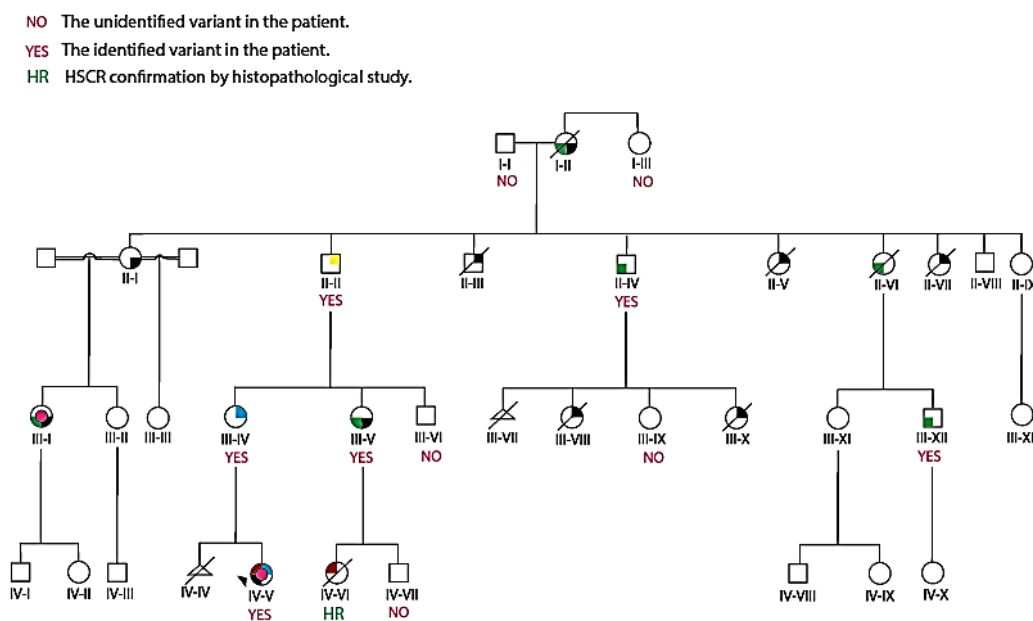 NO The unidentified variant in the patient.
YES The identified variant in the patient.
HR HSCR confirmation by histopathological study.
I-I I-II I-III
NO NO
II-I II-II II-III II-IV II-V II-VI II-VII II-VIII II-IX
YES YES
III-I III-II III-III III-IV III-V III-VI III-VII III-VIII III-IX III-X III-XI III-XII III-XI
YES YES NO NO YES
IV-I IV-II IV-III IV-IV IV-V IV-VI IV-VII IV-VIII IV-IX IV-X
YES HR NO